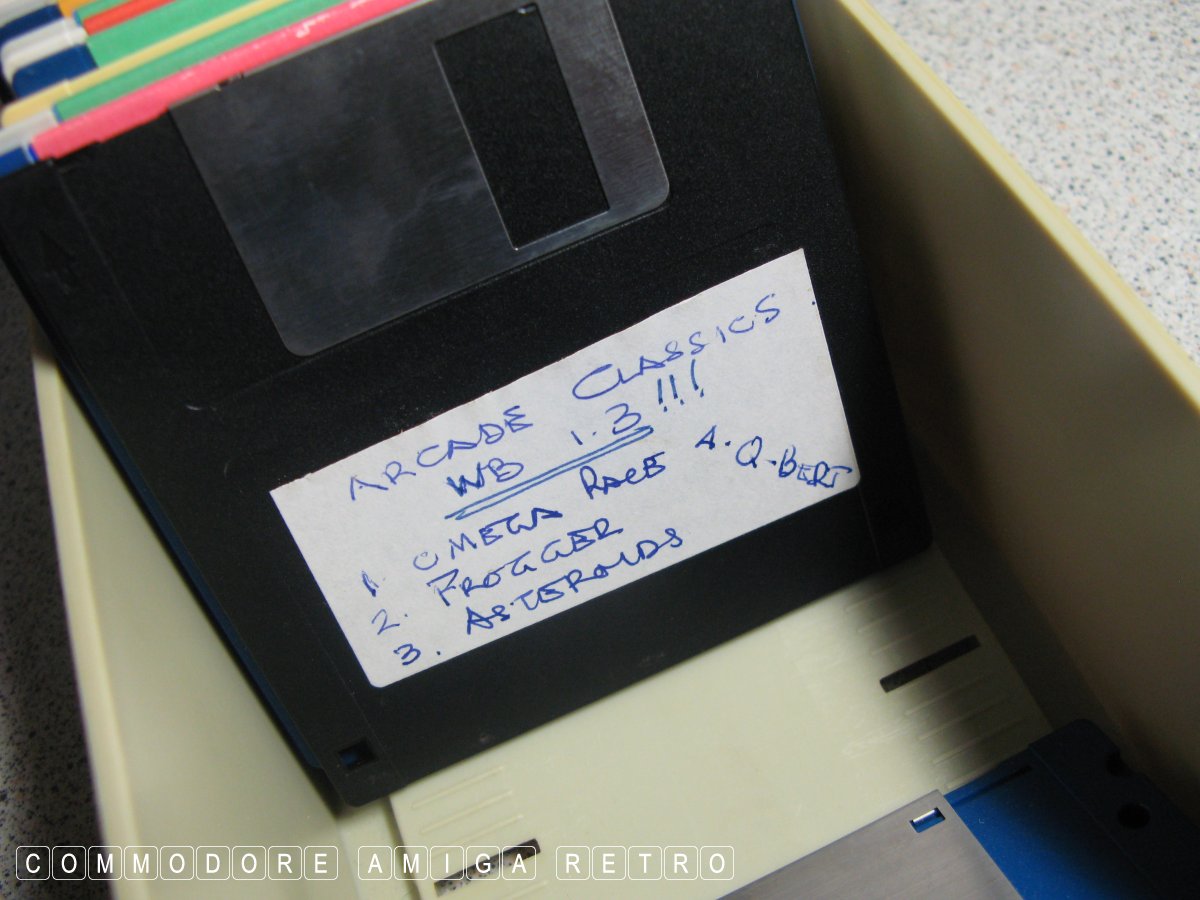 ARCADE CLASSICS
WB 1.3!!!
1. OMEGA RACE
2. FROGGER
3. ASTEROIDS
4. Q-BERT
COMMODORE AMIGA RETRO